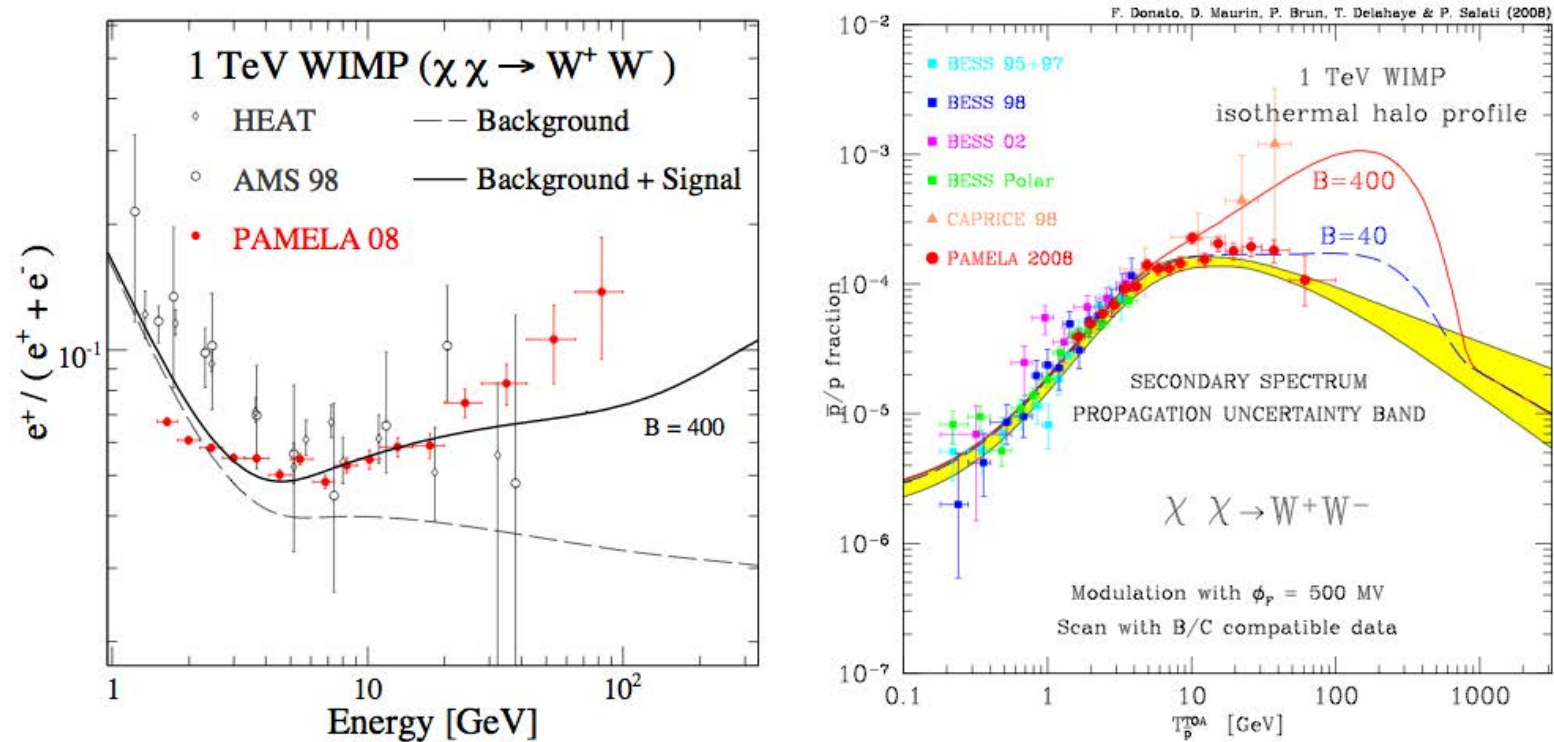 1 TeV WIMP (χ χ → W⁺ W⁻)
HEAT
AMS 98
PAMELA 08
Background
Background + Signal
B = 400
e⁺ / ( e⁺ + e⁻)
10⁻¹
1 10 10²
Energy [GeV]
F. Donato, D. Maurin, P. Brun, T. Delahaye & P. Salati (2008)
BESS 95+97
BESS 98
BESS 02
BESS Polar
CAPRICE 98
PAMELA 2008
1 TeV WIMP
isothermal halo profile
B=400
B=40
SECONDARY SPECTRUM
PROPAGATION UNCERTAINTY BAND
χ χ→W⁺W⁻
Modulation with ϕ_F = 500 MV
Scan with B/C compatible data
p̄/p fraction
10⁻²
10⁻³
10⁻⁴
10⁻⁵
10⁻⁶
10⁻⁷
0.1 1 10 100 1000
T_p̄^TOA [GeV]